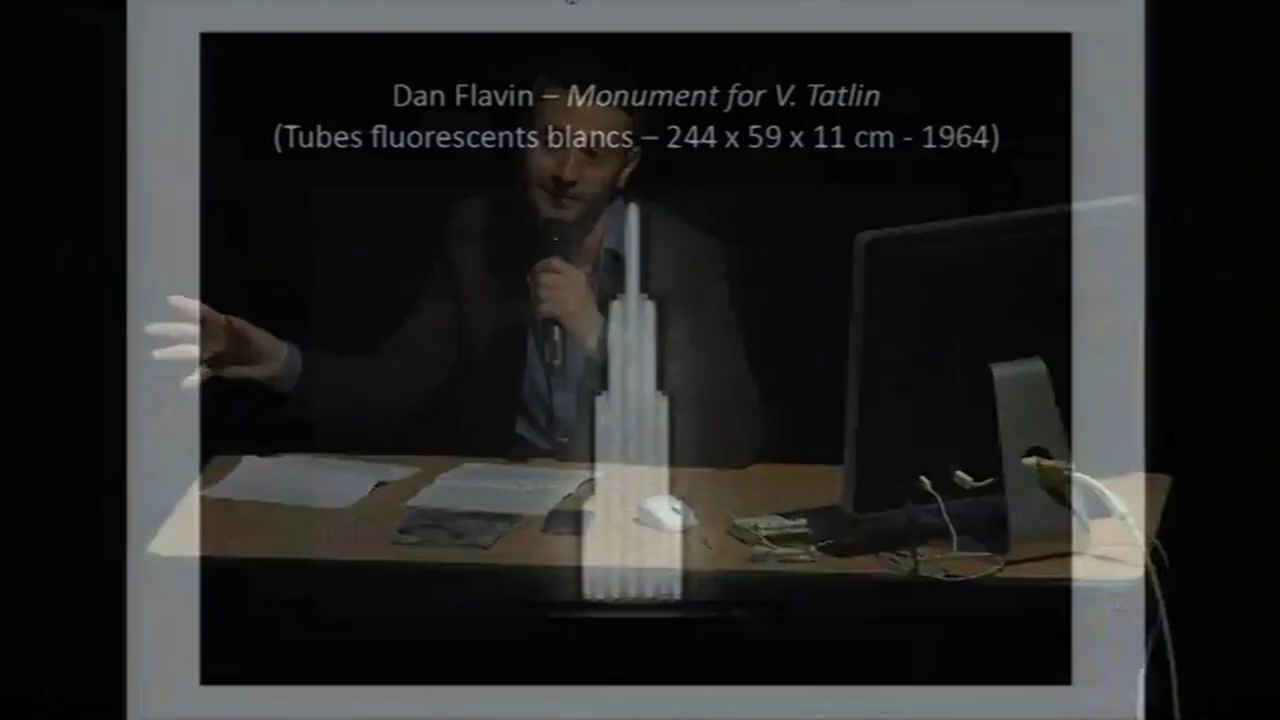 Dan Flavin – Monument for V. Tatlin
(Tubes fluorescents blancs – 244 x 59 x 11 cm - 1964)